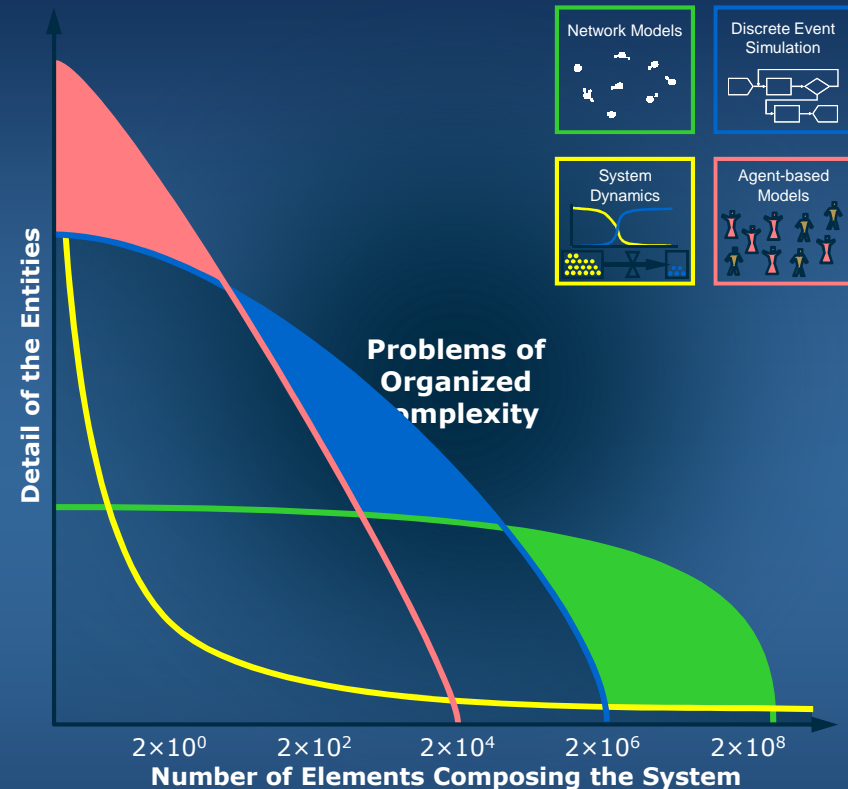 Network Models
Discrete Event
Simulation
System
Dynamics
Agent-based
Models
Detail of the Entities
Problems of
Organized
omplexity
2×10⁰
2×10²
2×10⁴
2×10⁶
2×10⁸
Number of Elements Composing the System